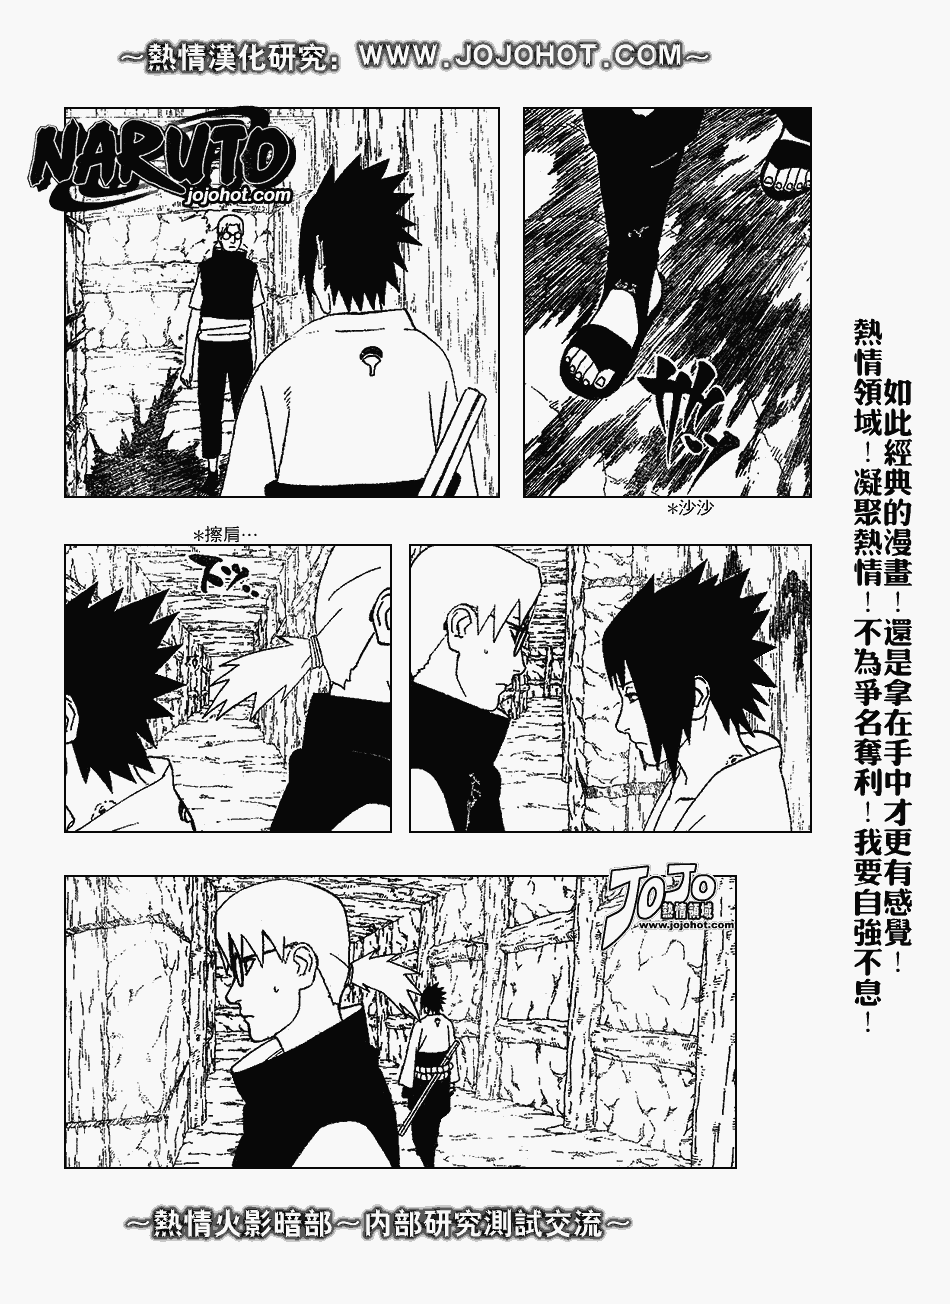 ～熱情漢化研究：WWW.JOJOHOT.COM～
NARUTO
jojohot.com
ザッ
ザッ
*沙沙
*擦肩…
スッ…
如此經典的漫畫！還是拿在手中才更有感覺！
熱情領域！凝聚熱情！不為爭名奪利！我要自強不息！
JOJO
熱情領域
www.jojohot.com
～熱情火影暗部～內部研究測試交流～